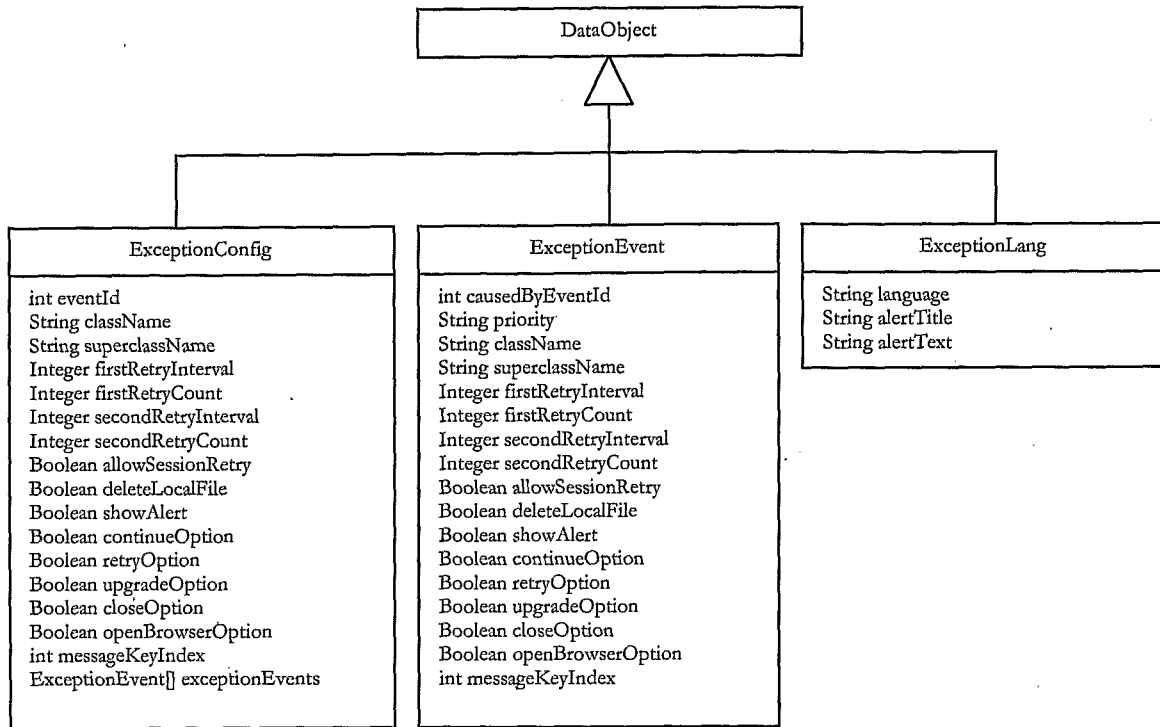 DataObject
ExceptionConfig
int eventId
String className
String superclassName
Integer firstRetryInterval
Integer firstRetryCount
Integer secondRetryInterval
Integer secondRetryCount
Boolean allowSessionRetry
Boolean deleteLocalFile
Boolean showAlert
Boolean continueOption
Boolean retryOption
Boolean upgradeOption
Boolean closeOption
Boolean openBrowserOption
int messageKeyIndex
ExceptionEvent[] exceptionEvents
ExceptionEvent
int causedByEventId
String priority
String className
String superclassName
Integer firstRetryInterval
Integer firstRetryCount
Integer secondRetryInterval
Integer secondRetryCount
Boolean allowSessionRetry
Boolean deleteLocalFile
Boolean showAlert
Boolean continueOption
Boolean retryOption
Boolean upgradeOption
Boolean closeOption
Boolean openBrowserOption
int messageKeyIndex
ExceptionLang
String language
String alertTitle
String alertText